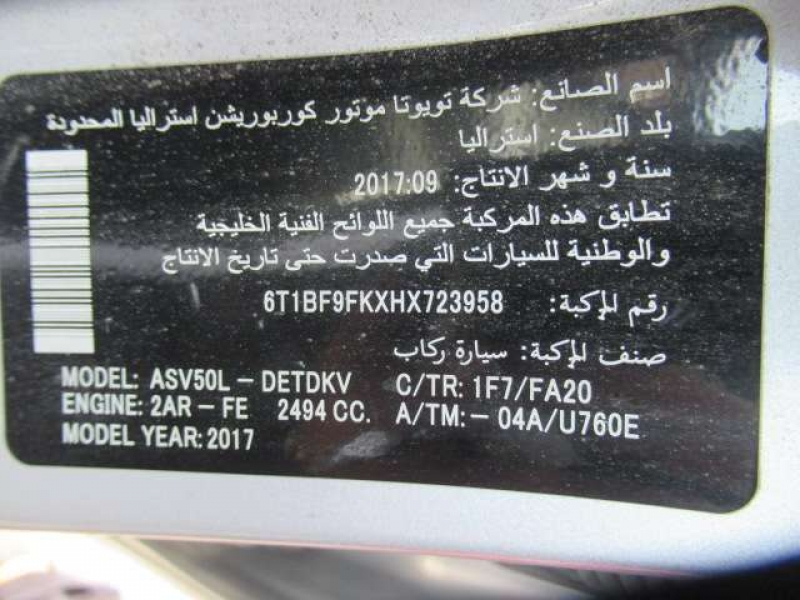 اسم الصانع: شركة تويوتا موتور كوربوريشن استراليا المحدودة
بلد الصنع: استراليا
سنة و شهر الانتاج: 2017:09
تطابق هذه المركبة جميع اللوائح الفنية الخليجية
والوطنية للسيارات التي صدرت حتى تاريخ الانتاج
رقم المركبة: 6T1BF9FKXHX723958
صنف المركبة: سيارة ركاب
MODEL: ASV50L - DETDKV C/TR: 1F7/FA20
ENGINE: 2AR - FE 2494 CC. A/TM: - 04A/U760E
MODEL YEAR: 2017